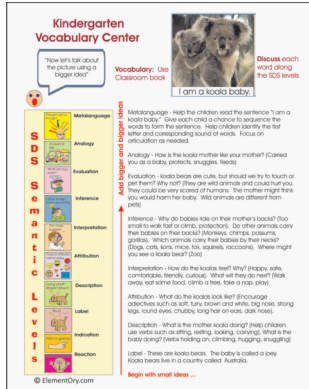 Kindergarten
Vocabulary Center
"Now let's talk about
the picture using a
bigger idea"
Vocabulary: Use
Classroom book
I am a koala baby.
Discuss each
word along
the SDS levels
SDS Semantic Levels
Metalanguage
Analogy
Evaluation
Inference
Interpretation
Attribution
Description
Label
Indication
Reaction
Add bigger and bigger ideas
Metalanguage - Help the children read the sentence "I am a
koala baby." Give each child a chance to sequence the
words to form the sentence. Help children identify the first
letter and corresponding sound of words. Focus on
articulation as needed.
Analogy - How is the koala mother like your mother? (Carried
you as a baby, protects, snuggles, feeds)
Evaluation - koala bears are cute, but should we try to touch or
pet them? Why not? (They are wild animals and could hurt you.
They could be very scared of humans. The mother might think
you would harm her baby. Wild animals are different from
pets)
Inference - Why do babies ride on their mother's backs? (Too
small to walk fast or climb, protection). Do other animals carry
their babies on their backs? (Monkeys, chimps, possums,
gorillas). Which animals carry their babies by their necks?
(Dogs, cats, lions, mice, fox, squirrels, raccoons). Where might
you see a koala bear? (Zoo)
Interpretation - How do the koalas feel? Why? (Happy, safe,
comfortable, friendly, curious). What will they do next? (Walk
away, eat some food, climb a tree, take a nap, play)
Attribution - What do the koalas look like? (Encourage
adjectives such as soft, furry, brown and white, big nose, strong
legs, round eyes, chubby, long hair on ears, dark nose).
Description - What is the mother koala doing? (Help children
use verbs such as sitting, resting, looking, carrying). What is the
baby doing? (Verbs holding on, climbing, hugging, snuggling)
Label - These are koala bears. The baby is called a joey.
Koala bears live in a country called Australia.
Begin with small ideas ...
© ElementOry.com